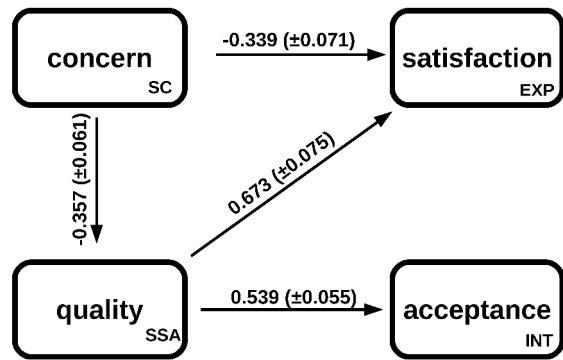 concern
SC
-0.339 (±0.071)
satisfaction
EXP
-0.357 (±0.061)
0.673 (±0.075)
quality
SSA
0.539 (±0.055)
acceptance
INT